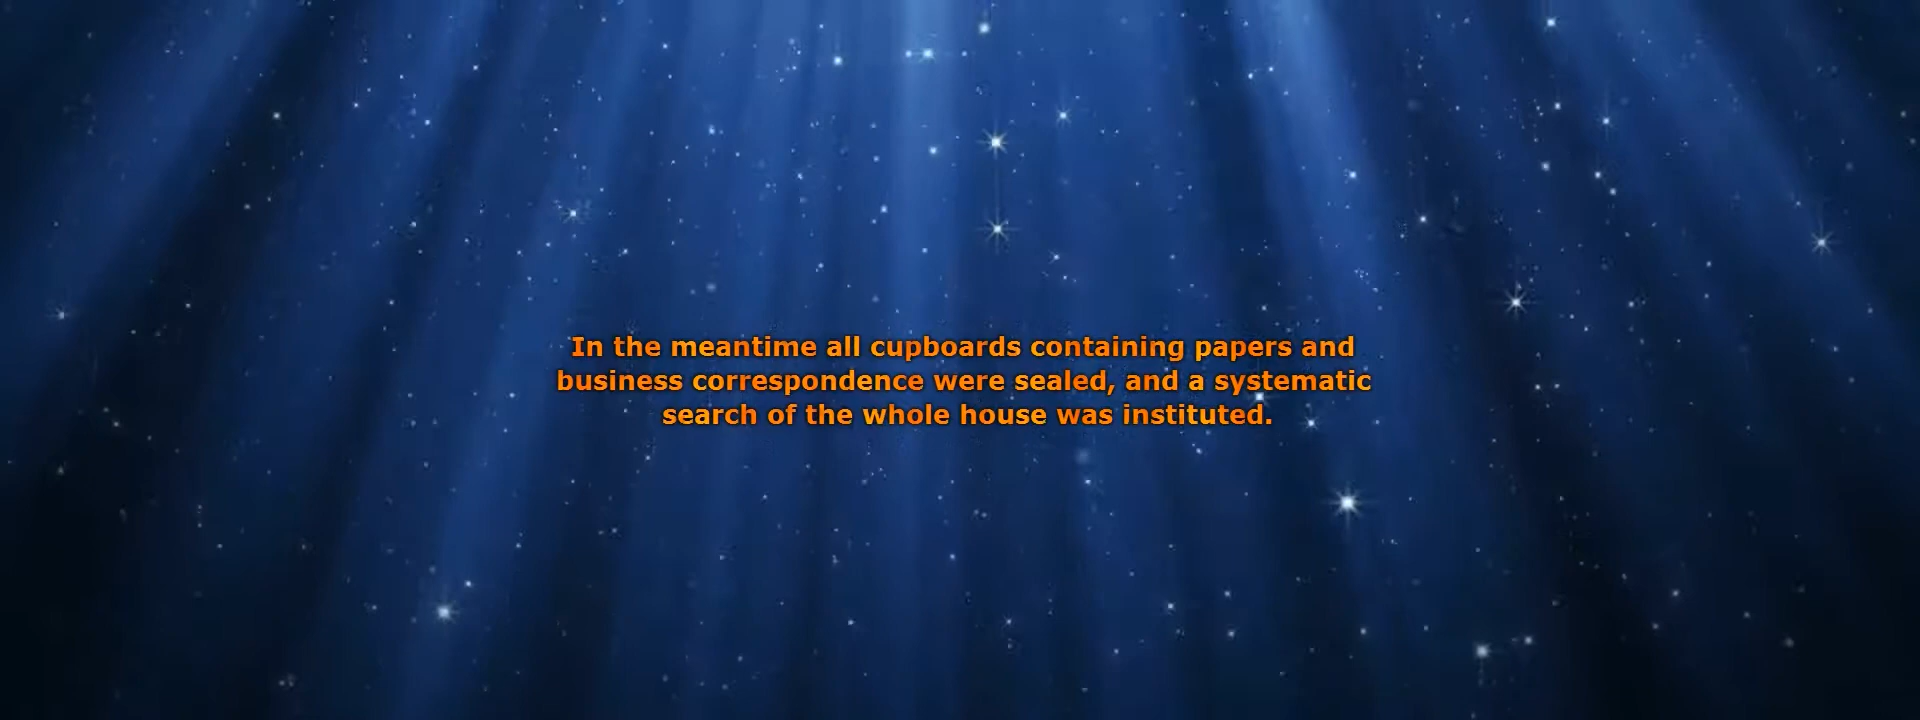 In the meantime all cupboards containing papers and
business correspondence were sealed, and a systematic
search of the whole house was instituted.